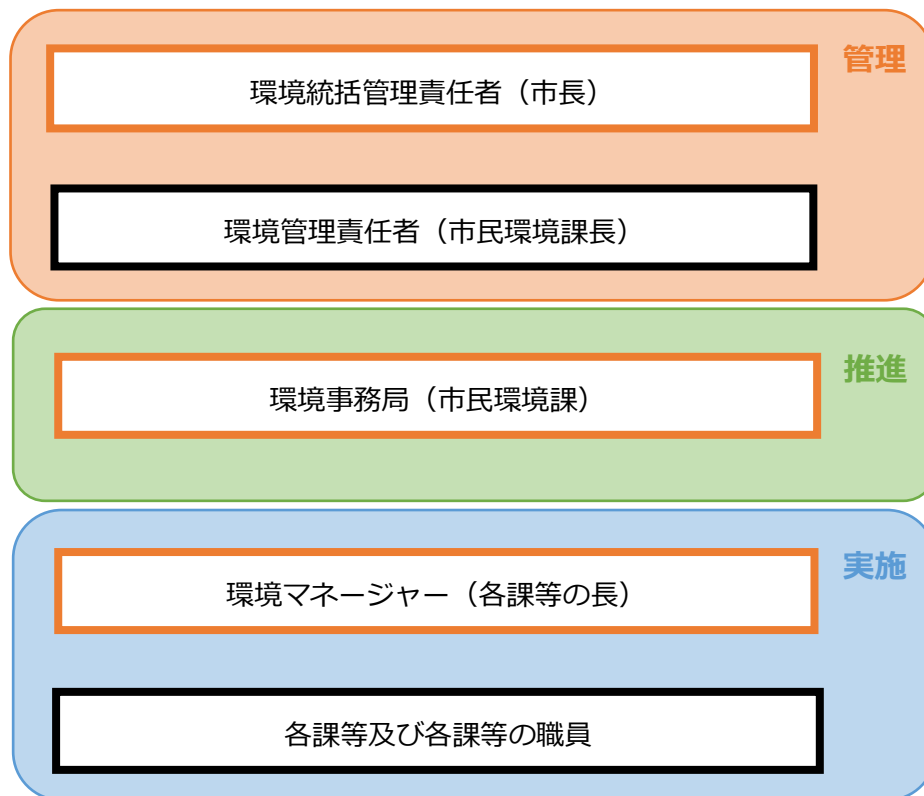 管理
環境統括管理責任者（市長）
環境管理責任者（市民環境課長）
推進
環境事務局（市民環境課）
実施
環境マネージャー（各課等の長）
各課等及び各課等の職員